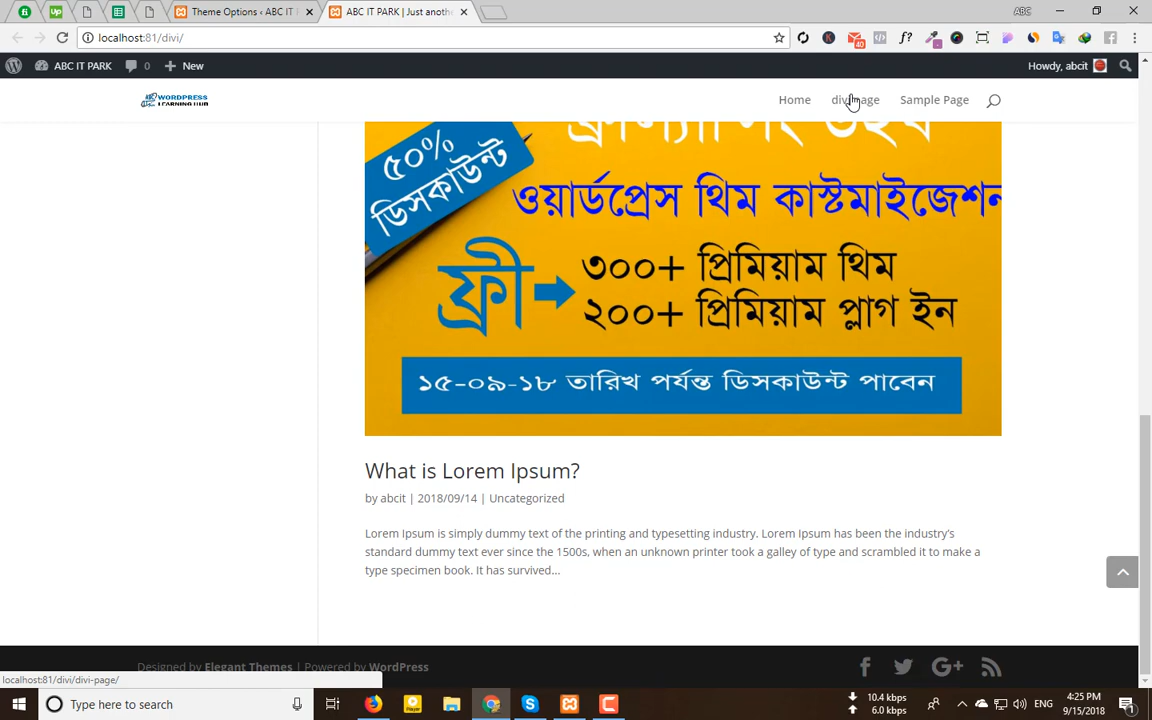 Theme Options ‹ ABC IT
ABC IT PARK | Just anoth
ABC
localhost:81/divi/
40
f?
ABC IT PARK
0
New
Howdy, abcit
WORDPRESS
LEARNING HUB
Home
divi page
Sample Page
৫০%
ডিসকাউন্ট
ওয়ার্ডপ্রেস থিম কাস্টমাইজেশন
ফ্রী
৩০০+ প্রিমিয়াম থিম
২০০+ প্রিমিয়াম প্লাগ ইন
১৫-০৯-১৮ তারিখ পর্যন্ত ডিসকাউন্ট পাবেন
What is Lorem Ipsum?
by abcit | 2018/09/14 | Uncategorized
Lorem Ipsum is simply dummy text of the printing and typesetting industry. Lorem Ipsum has been the industry’s
standard dummy text ever since the 1500s, when an unknown printer took a galley of type and scrambled it to make a
type specimen book. It has survived...
Designed by Elegant Themes | Powered by WordPress
localhost:81/divi/divi-page/
Type here to search
10.4 kbps
6.0 kbps
ENG
4:25 PM
9/15/2018